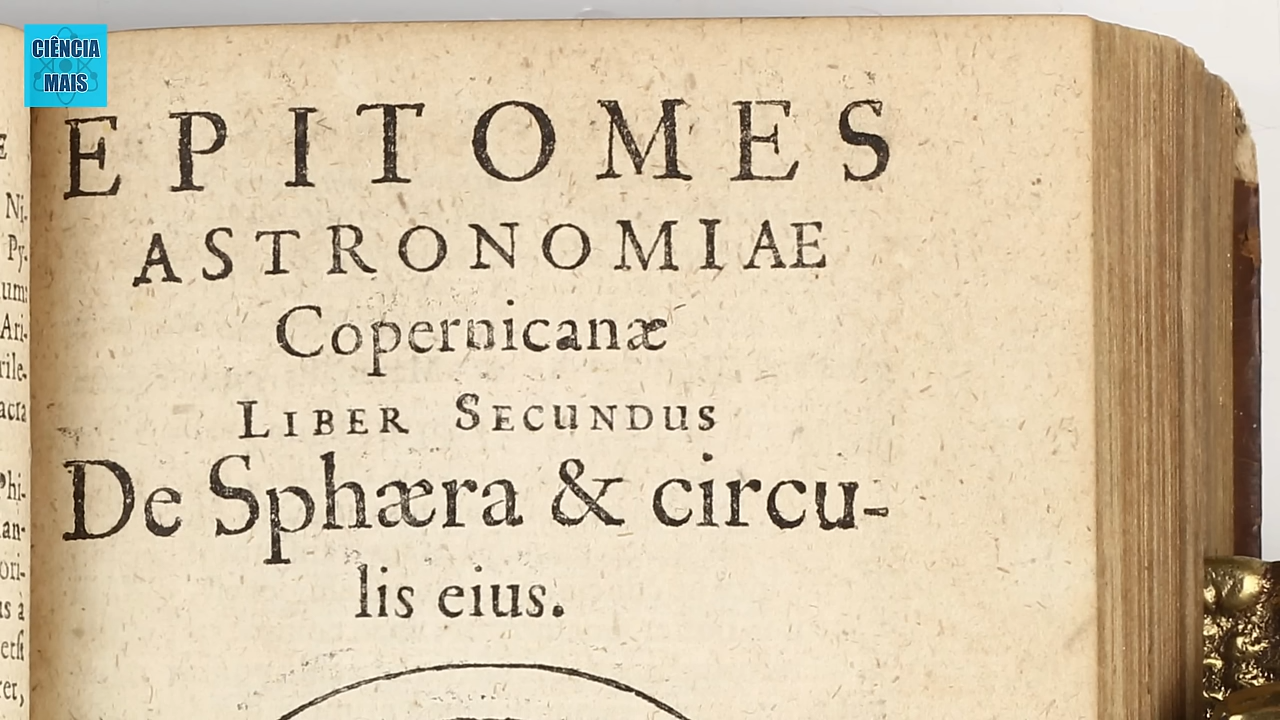 CIÊNCIA
MAIS
EPITOMES
ASTRONOMIAE
Copernicanæ
LIBER SECUNDUS
De Sphæra & circu-
lis eius.